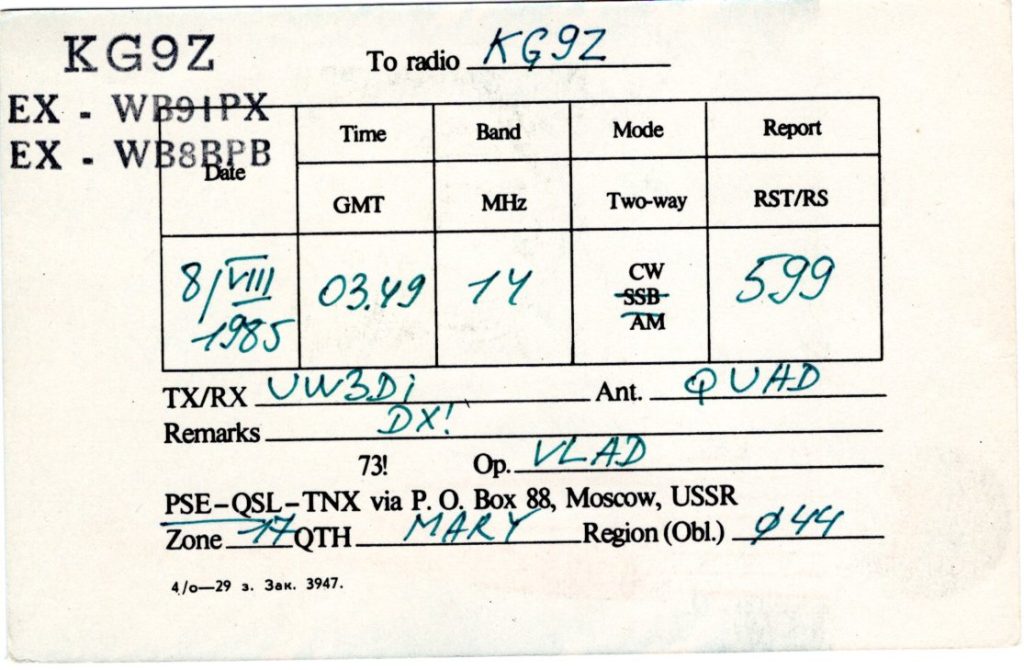 KG9Z
To radio KG9Z
EX - WB9IPX
EX - WB8BPB
Date
Time
Band
Mode
Report
GMT
MHz
Two-way
RST/RS
8/VIII
1985
03.49
14
CW
SSB
AM
599
TX/RX UW3Di Ant. QUAD
Remarks DX!
73! Op. VLAD
PSE-QSL-TNX via P. O. Box 88, Moscow, USSR
Zone 17 QTH MARY Region (Obl.) ø44
4/о—29 з. Зак. 3947.